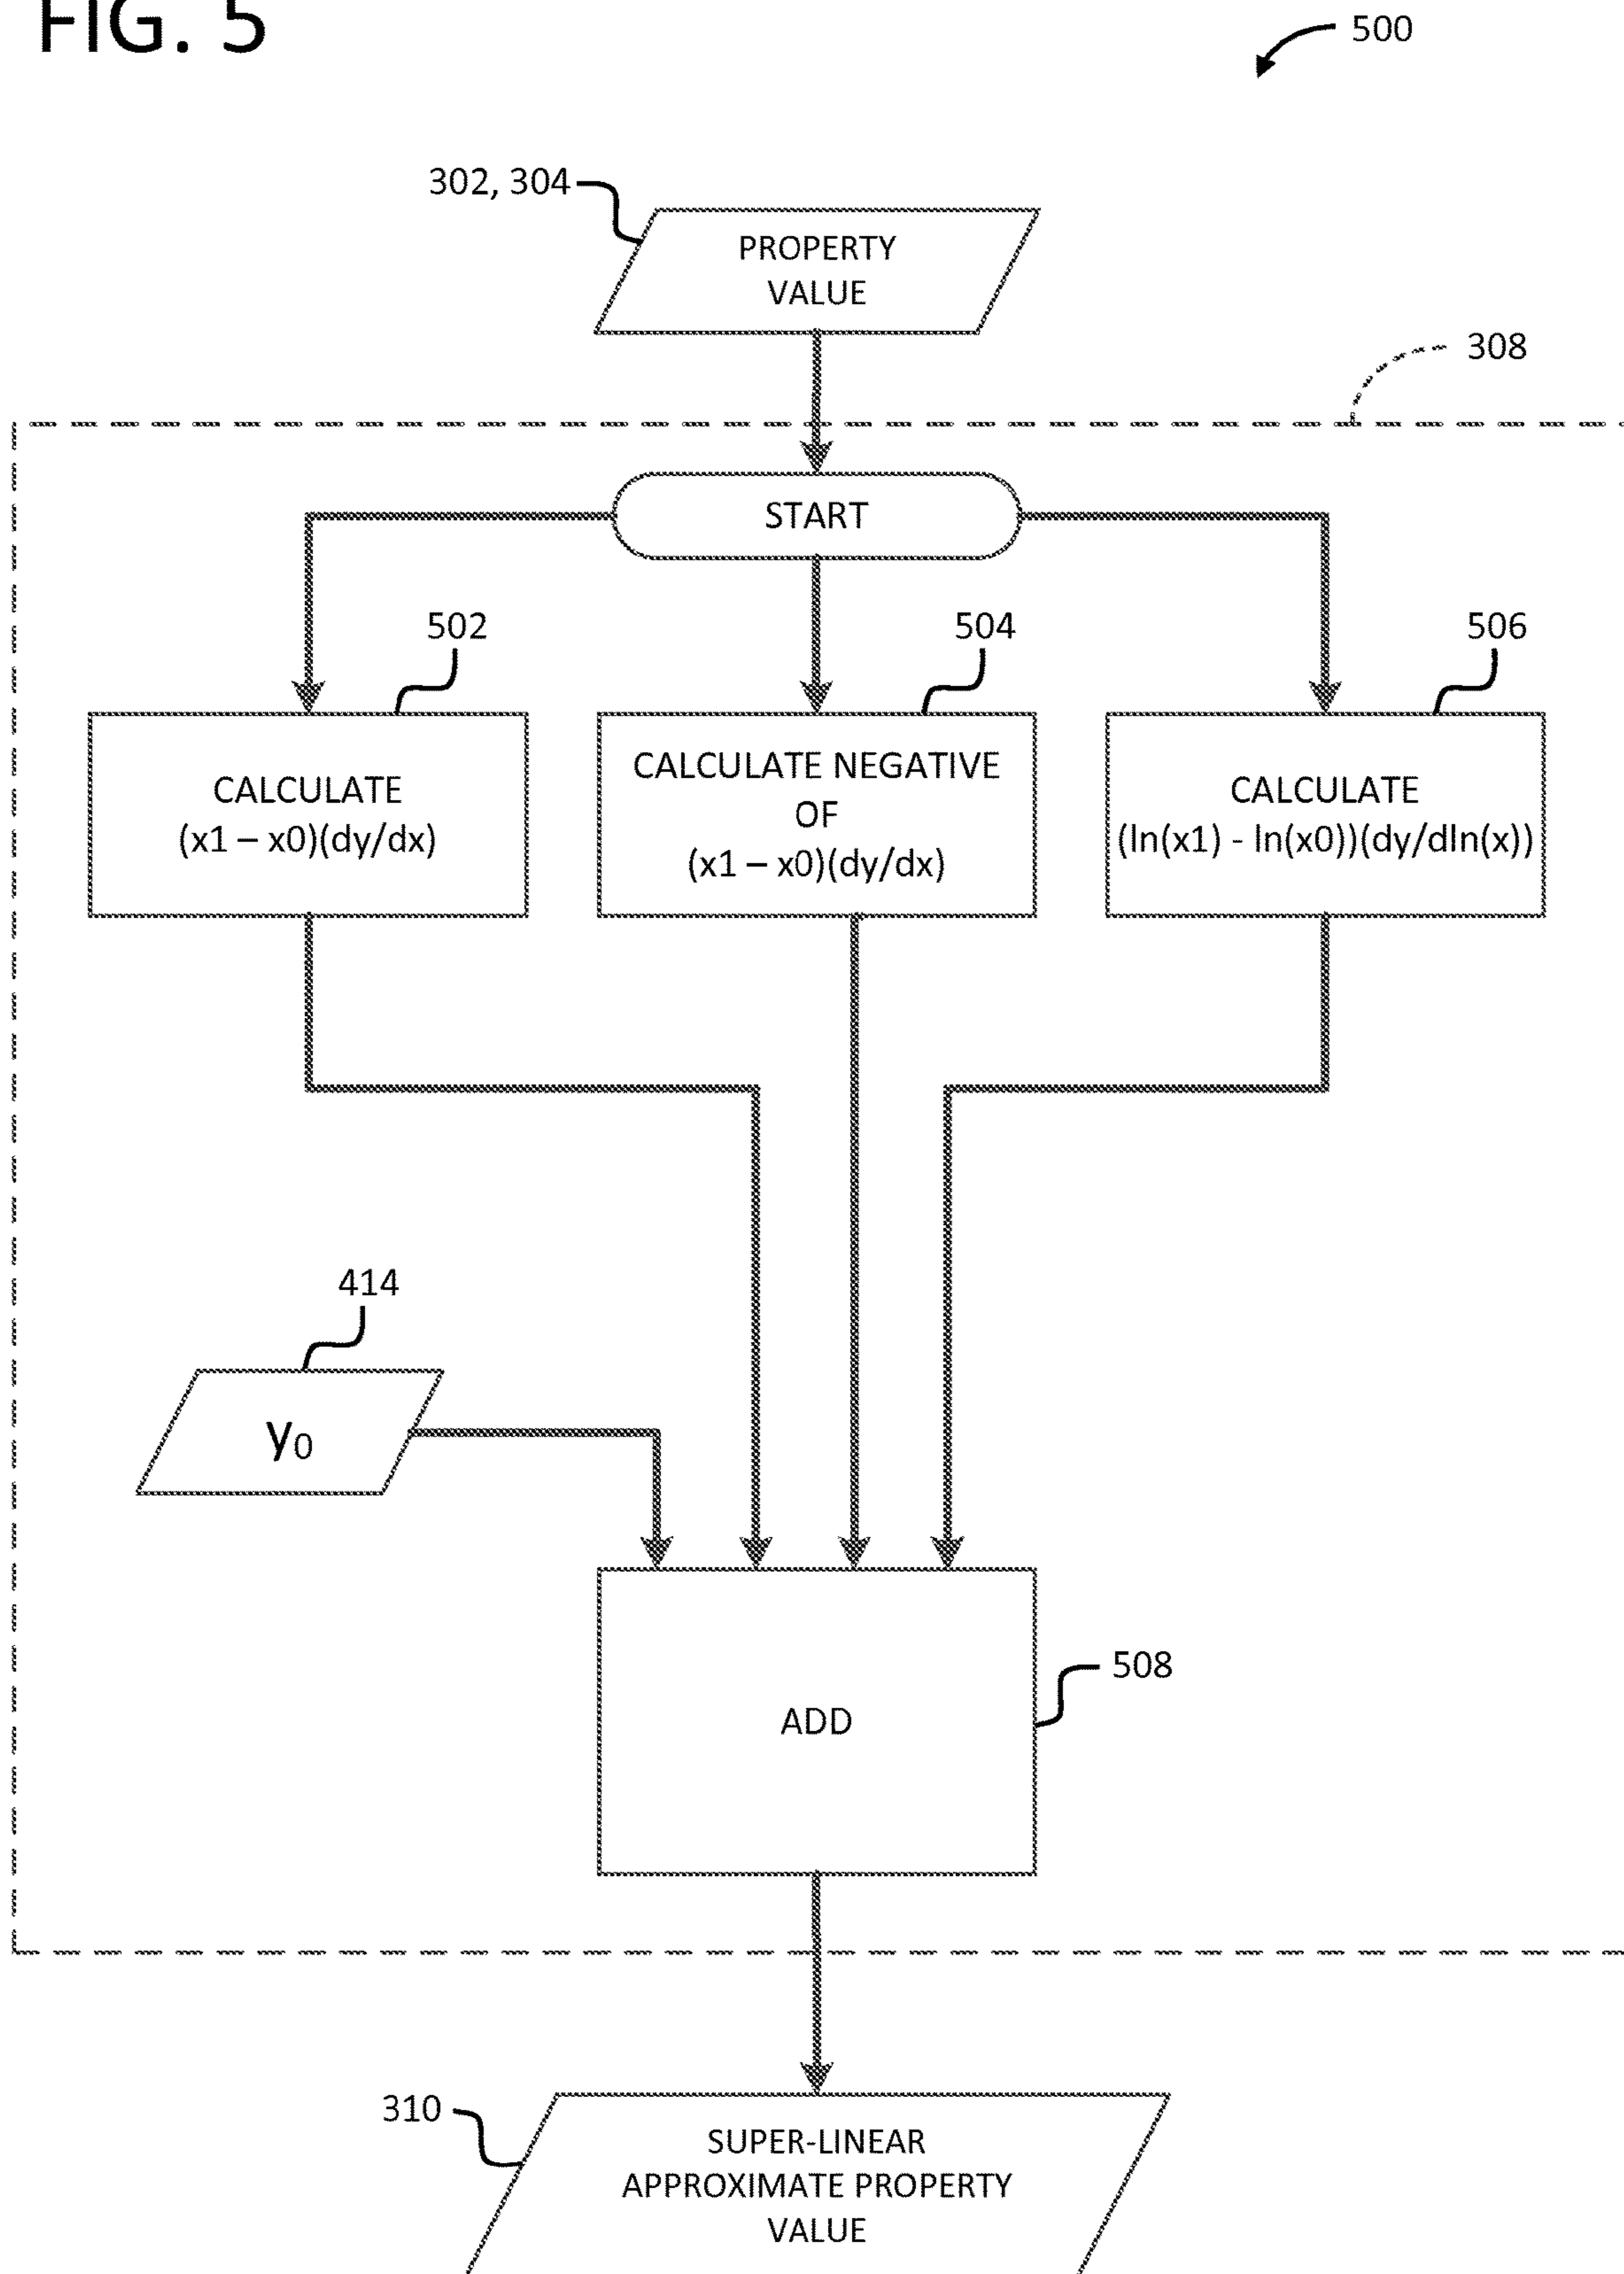 FIG. 5
500
302, 304
PROPERTY
VALUE
308
START
502
504
506
CALCULATE
(x1 – x0)(dy/dx)
CALCULATE NEGATIVE
OF
(x1 – x0)(dy/dx)
CALCULATE
(ln(x1) - ln(x0))(dy/dln(x))
414
y₀
508
ADD
310
SUPER-LINEAR
APPROXIMATE PROPERTY
VALUE